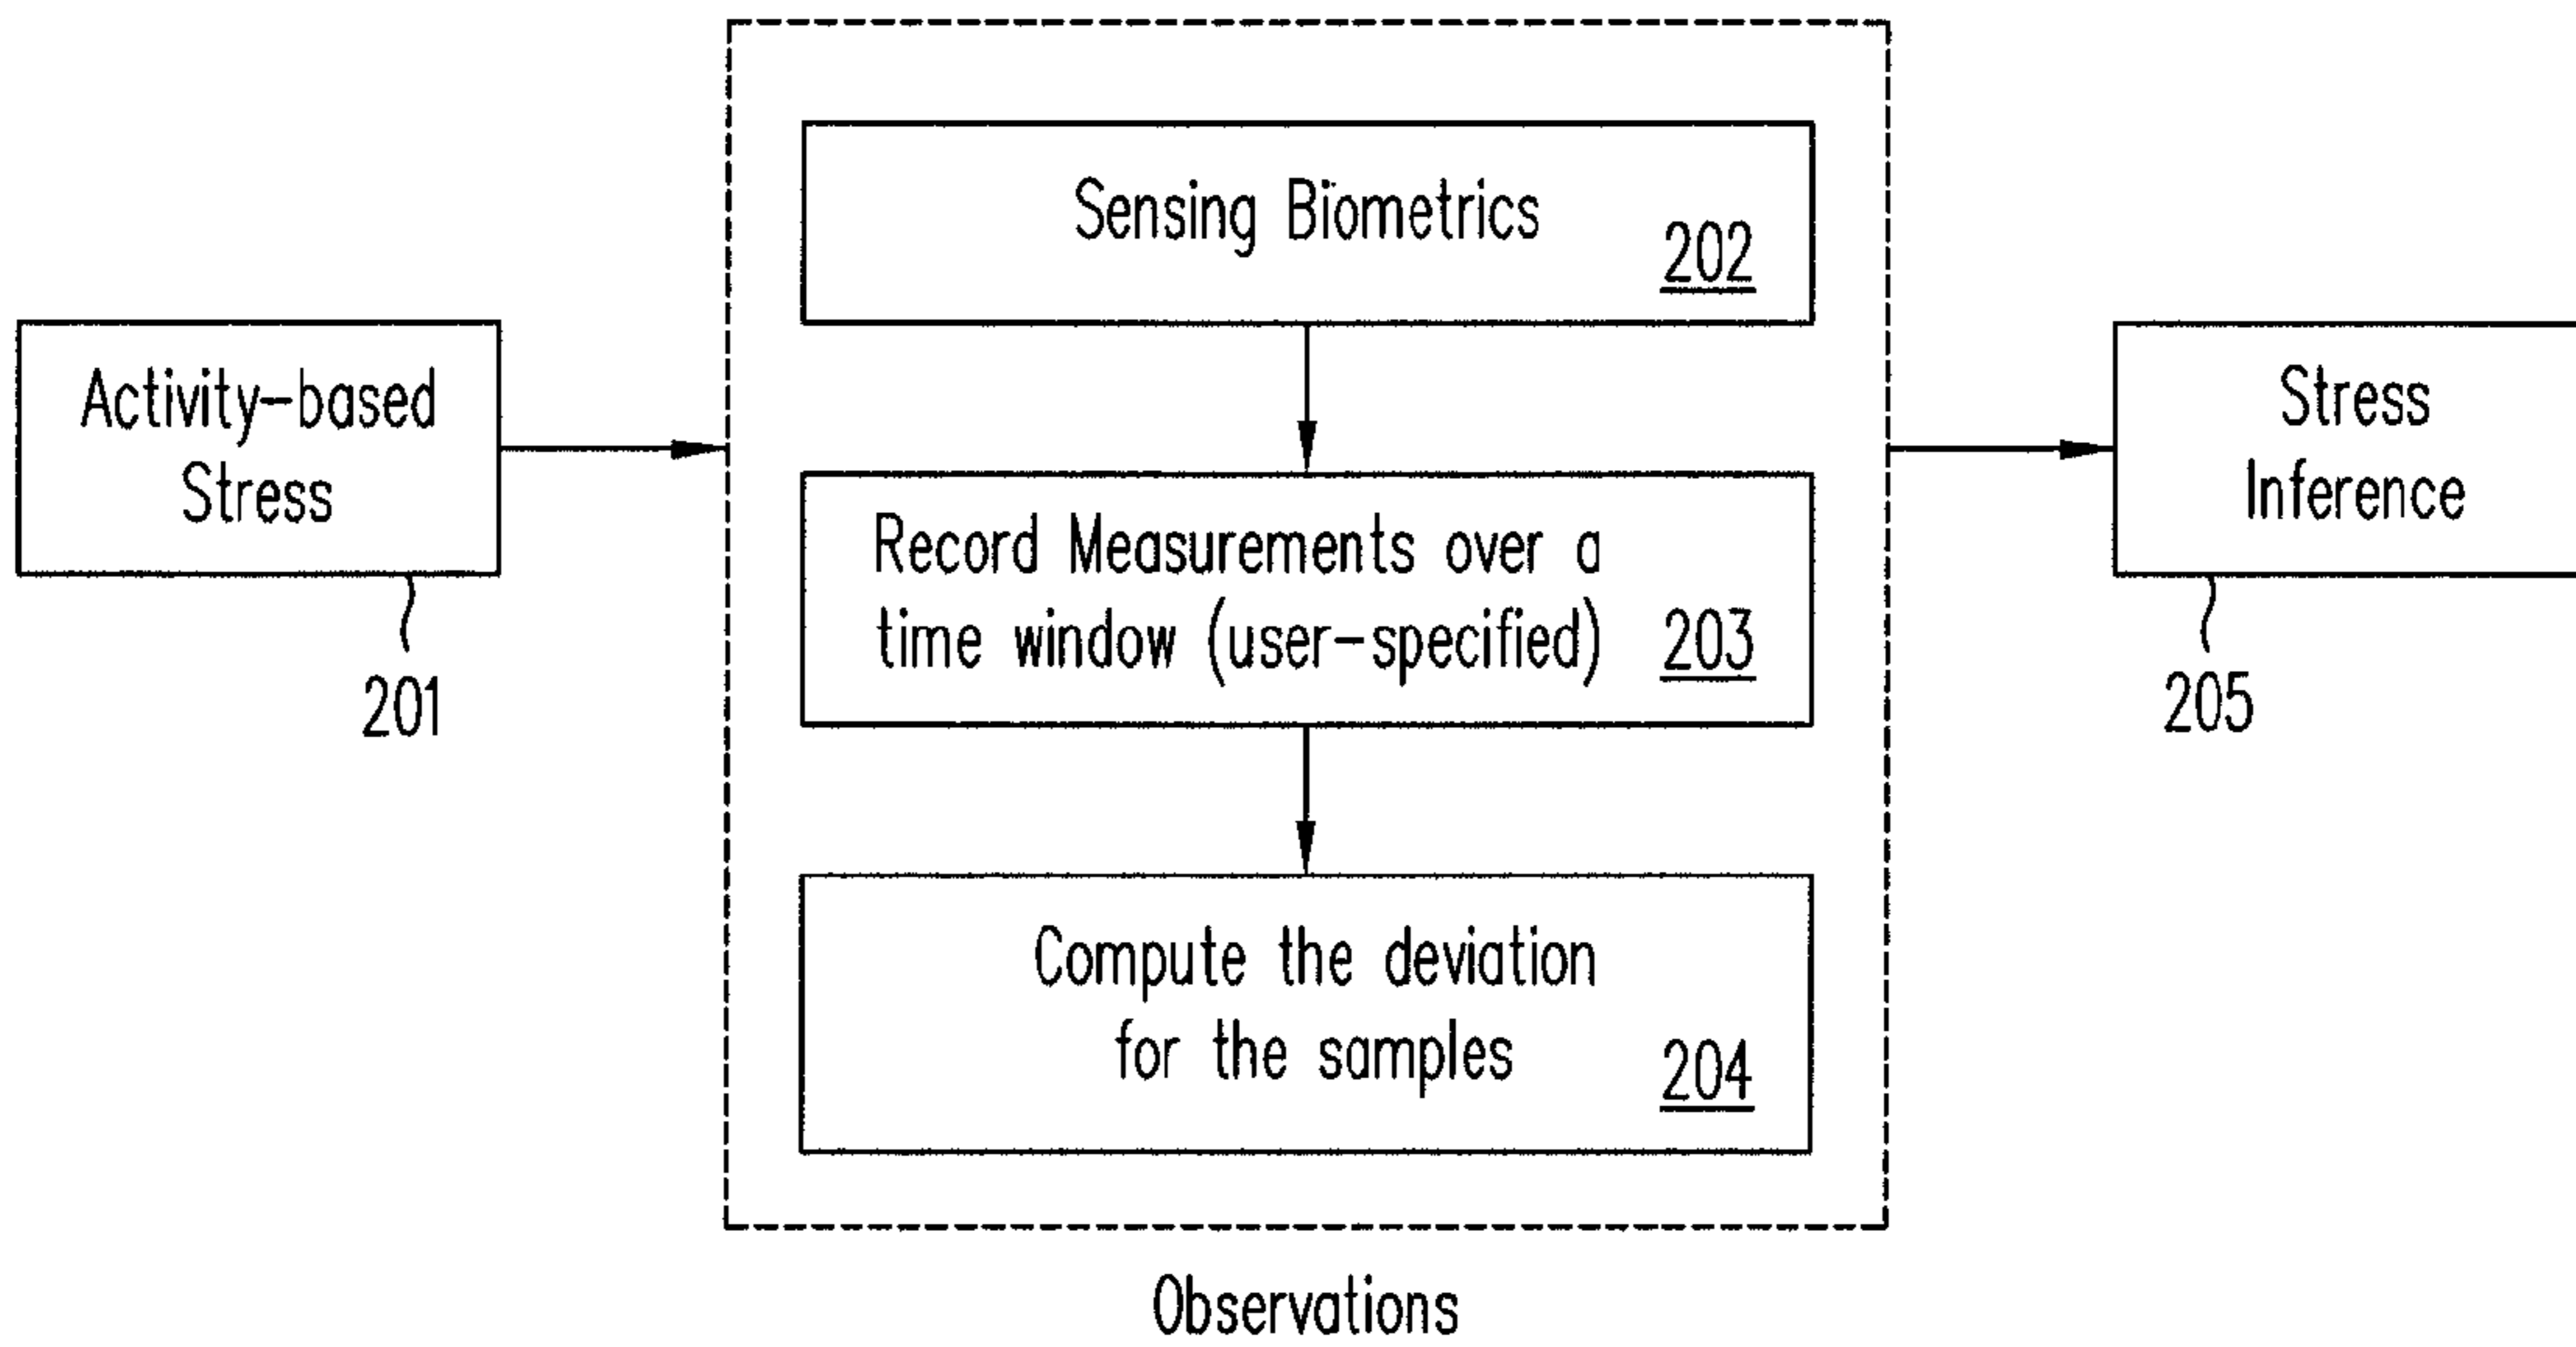 Activity-based
Stress
201
Sensing Biometrics
202
Record Measurements over a
time window (user-specified) 203
Compute the deviation
for the samples
204
Observations
Stress
Inference
205